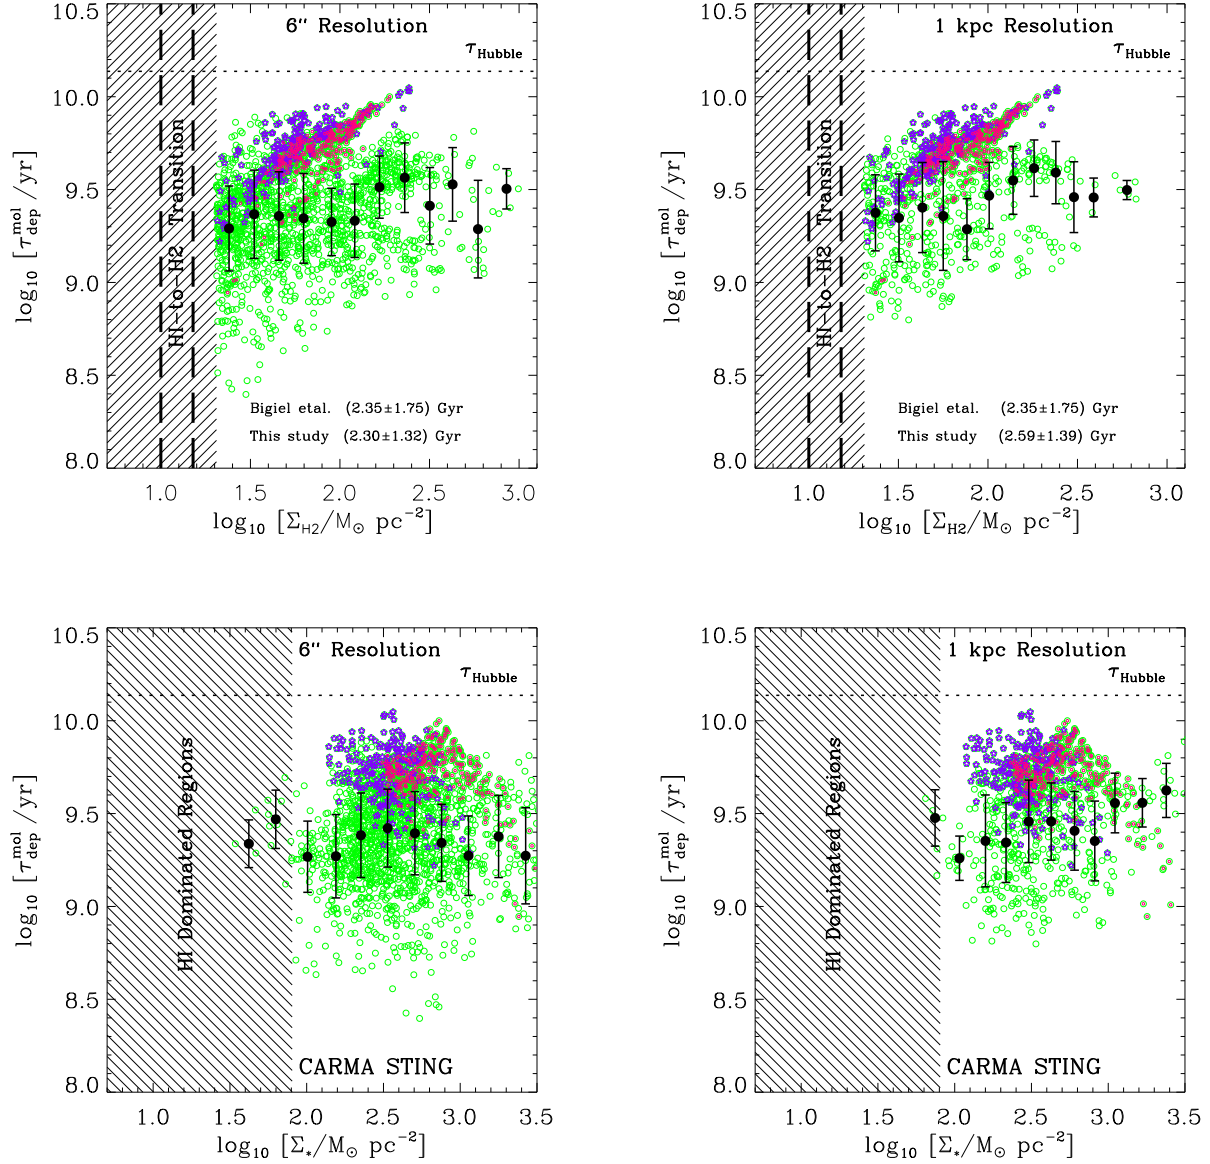 6″ Resolution
τHubble
HI-to-H2 Transition
Bigiel etal. (2.35±1.75) Gyr
This study (2.30±1.32) Gyr
10.5
10.0
9.5
9.0
8.5
8.0
log₁₀ [τᵐᵒˡdep /yr]
1.0 1.5 2.0 2.5 3.0
log₁₀ [ΣH2/M⊙ pc⁻²]
1 kpc Resolution
τHubble
HI-to-H2 Transition
Bigiel etal. (2.35±1.75) Gyr
This study (2.59±1.39) Gyr
10.5
10.0
9.5
9.0
8.5
8.0
log₁₀ [τᵐᵒˡdep /yr]
1.0 1.5 2.0 2.5 3.0
log₁₀ [ΣH2/M⊙ pc⁻²]
6″ Resolution
τHubble
HI Dominated Regions
CARMA STING
10.5
10.0
9.5
9.0
8.5
8.0
log₁₀ [τᵐᵒˡdep /yr]
1.0 1.5 2.0 2.5 3.0 3.5
log₁₀ [Σ*/M⊙ pc⁻²]
1 kpc Resolution
τHubble
HI Dominated Regions
CARMA STING
10.5
10.0
9.5
9.0
8.5
8.0
log₁₀ [τᵐᵒˡdep /yr]
1.0 1.5 2.0 2.5 3.0 3.5
log₁₀ [Σ*/M⊙ pc⁻²]